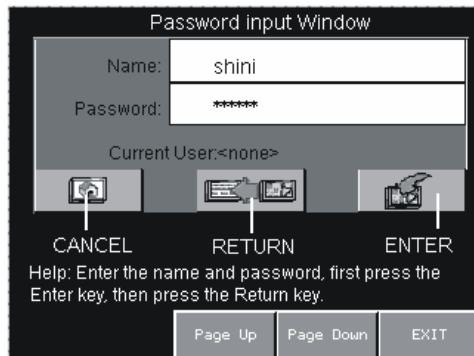 Password input Window
Name: shini
Password: ******
Current User:<none>
CANCEL RETURN ENTER
Help: Enter the name and password, first press the
Enter key, then press the Return key.
Page Up Page Down EXIT